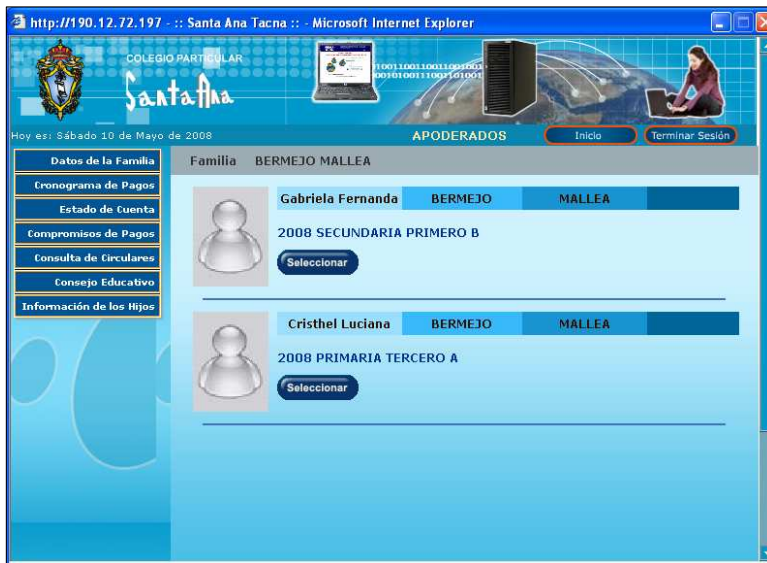 http://190.12.72.197 - :: Santa Ana Tacna :: - Microsoft Internet Explorer
COLEGIO PARTICULAR
Santa Ana
Hoy es: Sábado 10 de Mayo de 2008
APODERADOS
Inicio
Terminar Sesión
Datos de la Familia
Cronograma de Pagos
Estado de Cuenta
Compromisos de Pagos
Consulta de Circulares
Consejo Educativo
Información de los Hijos
Familia BERMEJO MALLEA
Gabriela Fernanda BERMEJO MALLEA
2008 SECUNDARIA PRIMERO B
Seleccionar
Cristhel Luciana BERMEJO MALLEA
2008 PRIMARIA TERCERO A
Seleccionar